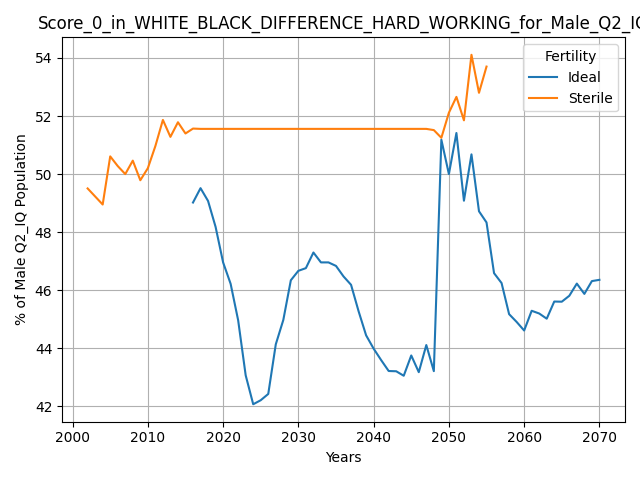 Score_0_in_WHITE_BLACK_DIFFERENCE_HARD_WORKING_for_Male_Q2_IQ
Fertility
Ideal
Sterile
% of Male Q2_IQ Population
54
52
50
48
46
44
42
2000 2010 2020 2030 2040 2050 2060 2070
Years